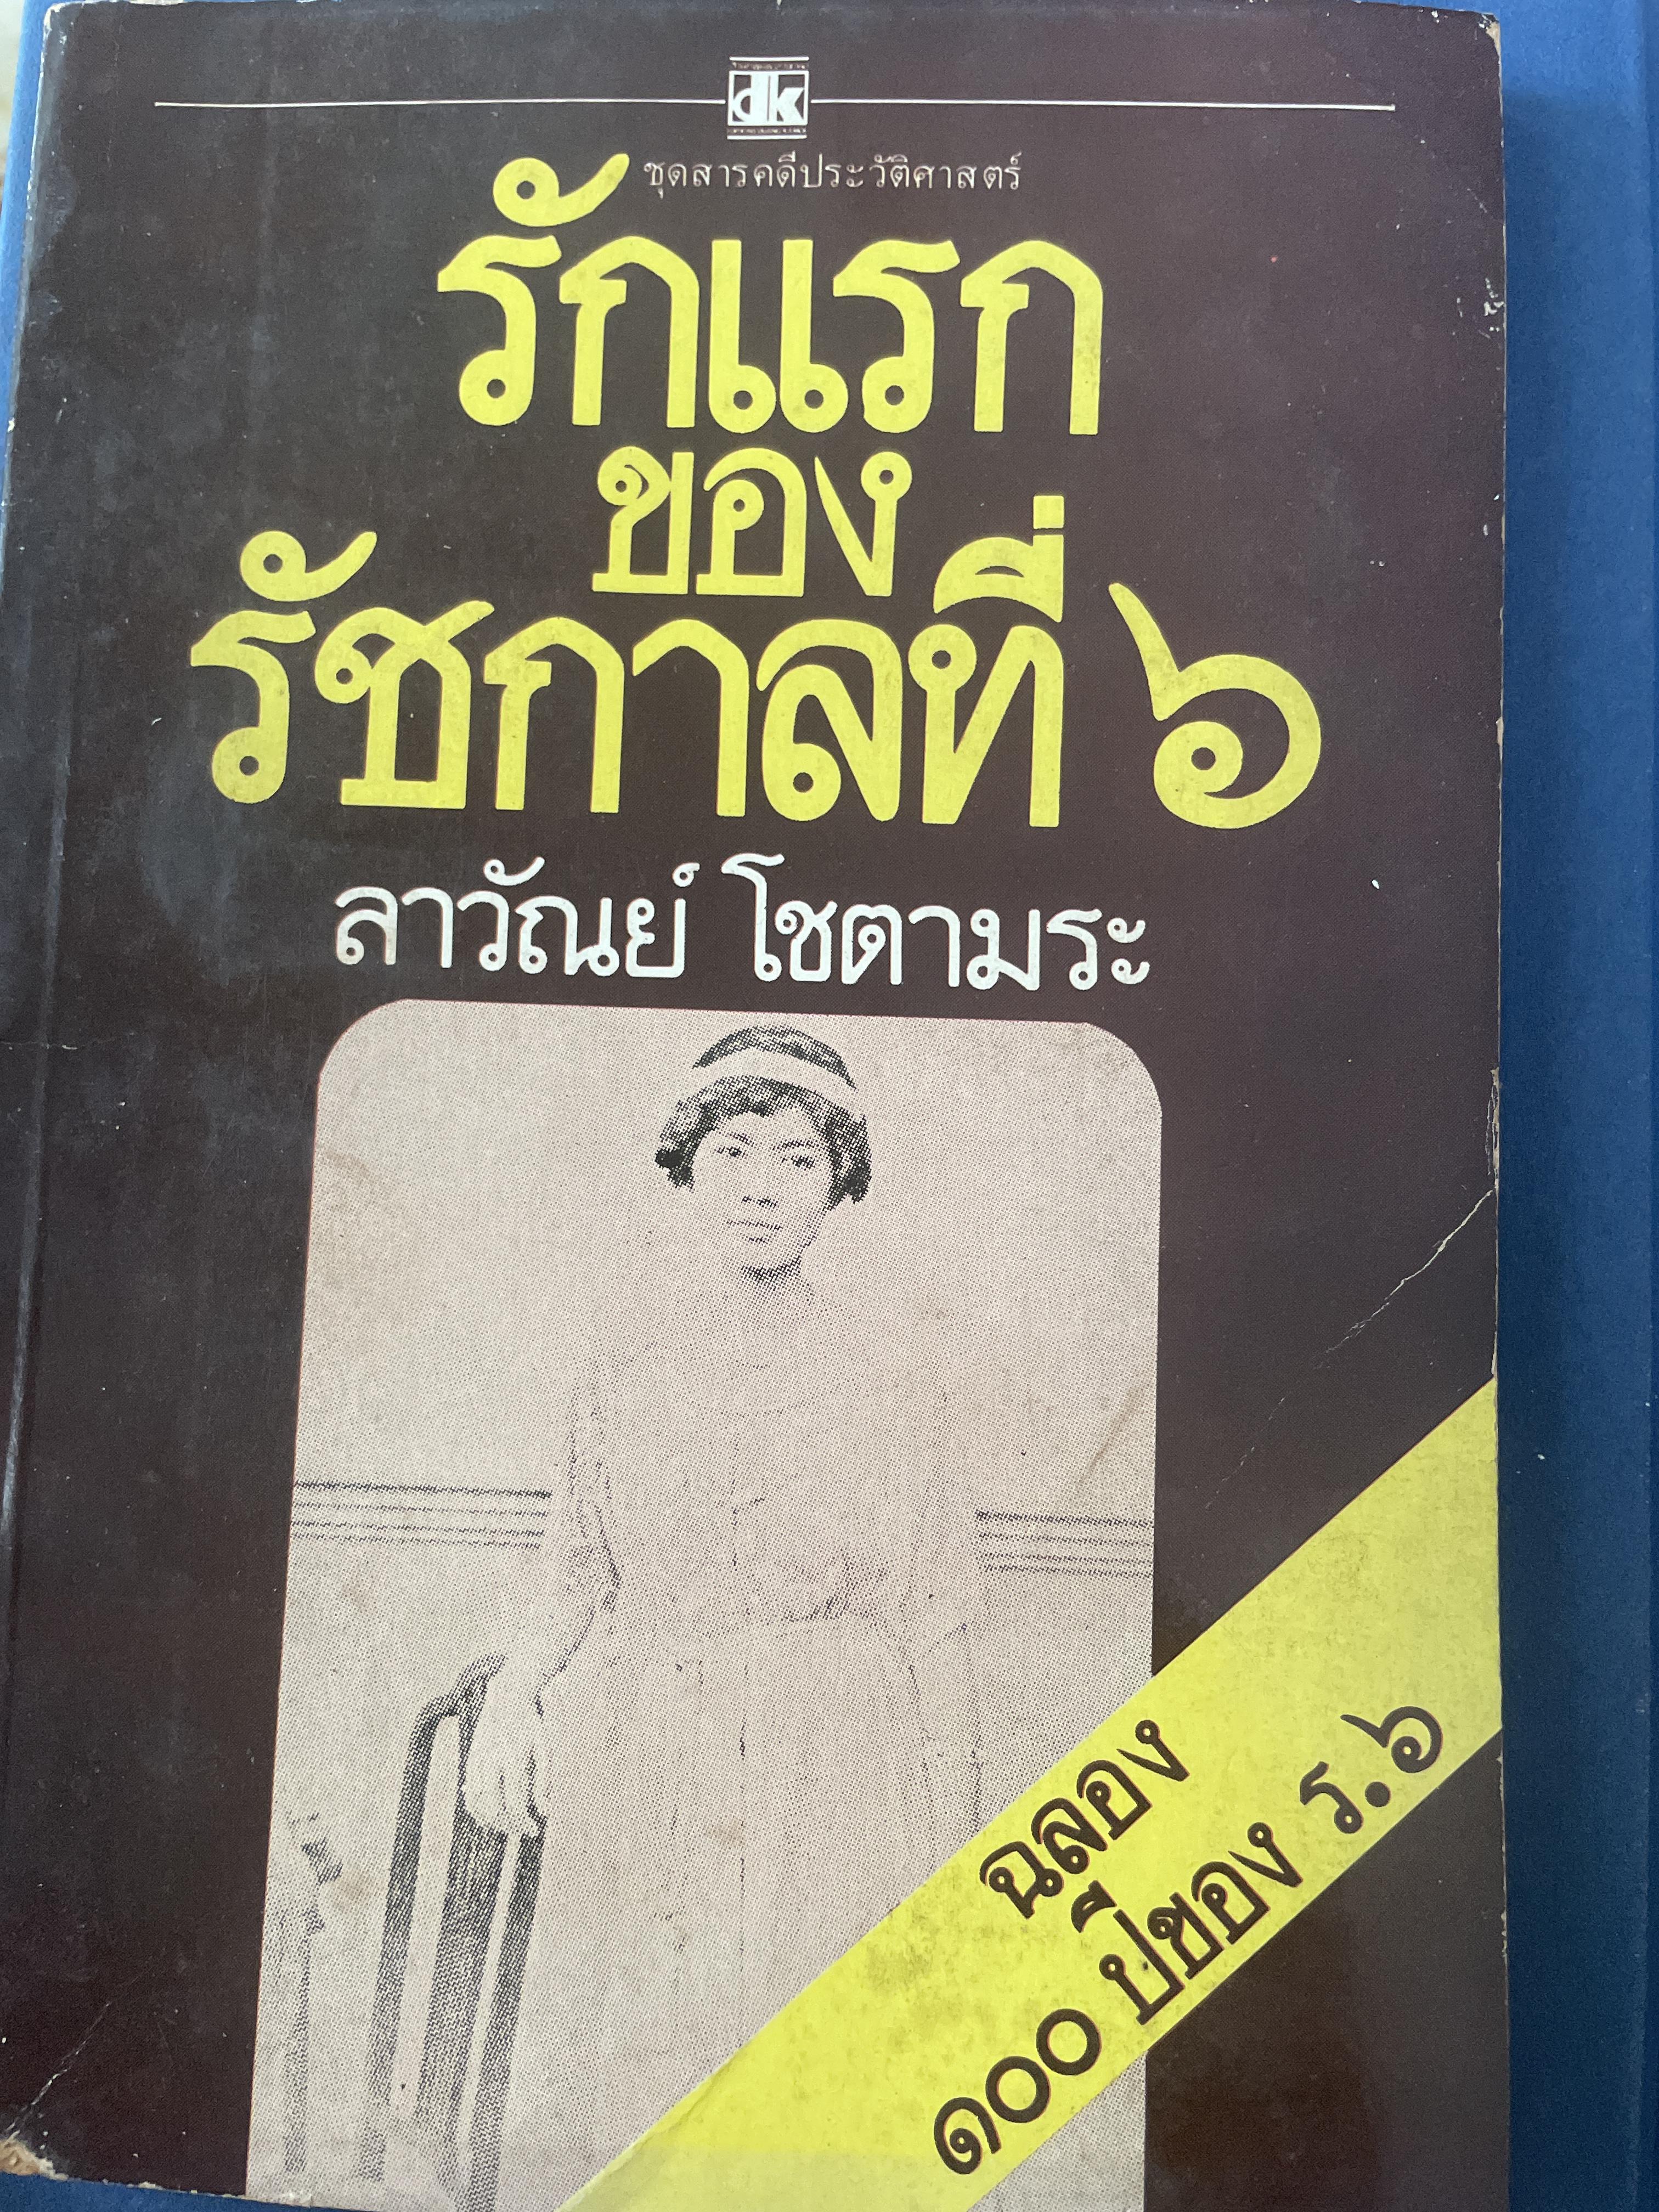 dk
ชุดสารคดีประวัติศาสตร์
รักแรก
ของ
รัชกาลที่ ๖
ลาวัณย์ โชตามระ
ฉลอง
๑๐๐ ปีของ ร.๖